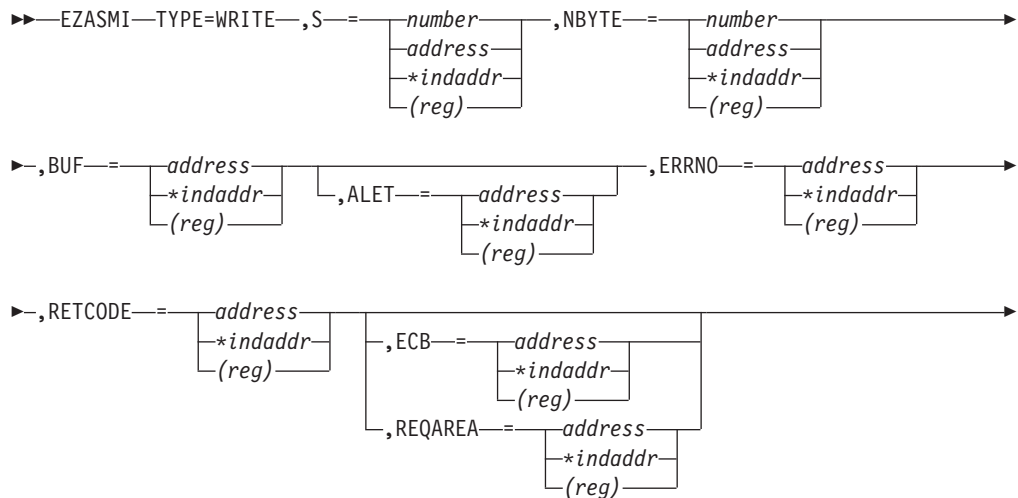 EZASMI TYPE=WRITE ,S = number ,NBYTE = number
address address
*indaddr *indaddr
(reg) (reg)
,BUF = address ,ERRNO = address
*indaddr ,ALET = address *indaddr
(reg) *indaddr (reg)
(reg)
,RETCODE = address
*indaddr ,ECB = address
(reg) *indaddr
(reg)
,REQAREA = address
*indaddr
(reg)